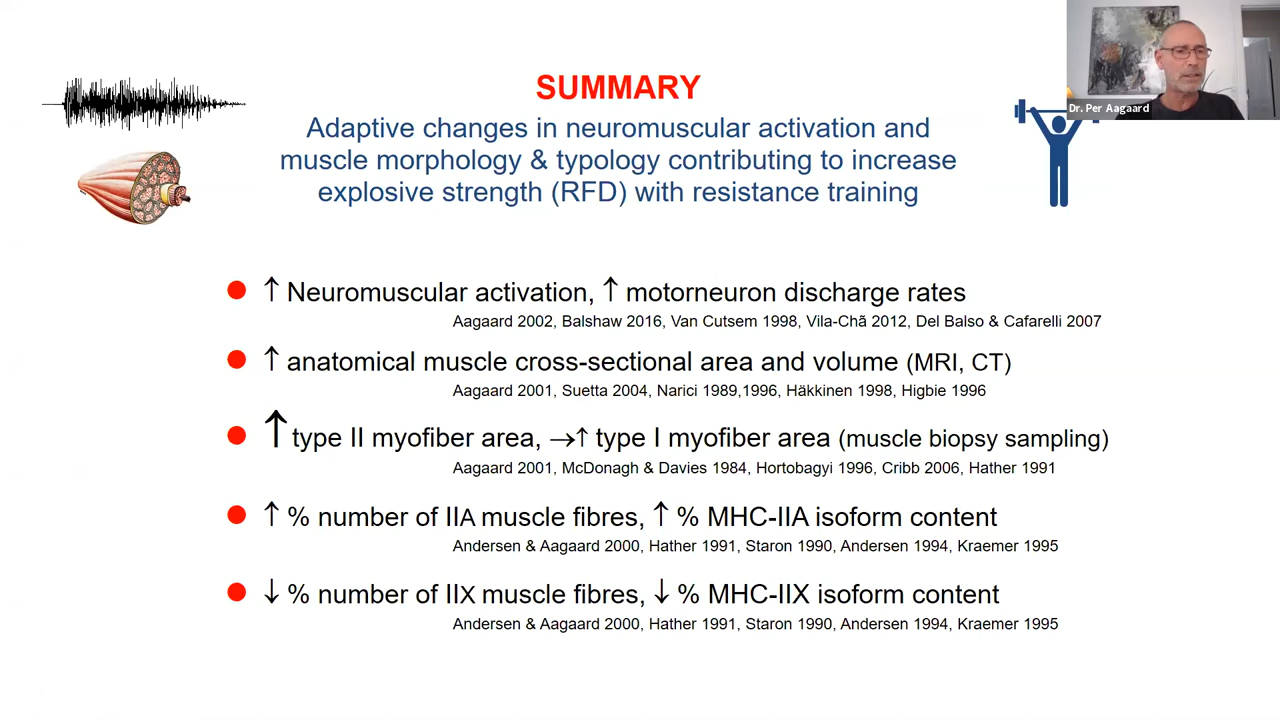 SUMMARY
Dr. Per Aagaard
Adaptive changes in neuromuscular activation and
muscle morphology & typology contributing to increase
explosive strength (RFD) with resistance training
↑ Neuromuscular activation, ↑ motorneuron discharge rates
Aagaard 2002, Balshaw 2016, Van Cutsem 1998, Vila-Chã 2012, Del Balso & Cafarelli 2007
↑ anatomical muscle cross-sectional area and volume (MRI, CT)
Aagaard 2001, Suetta 2004, Narici 1989,1996, Häkkinen 1998, Higbie 1996
↑ type II myofiber area, →↑ type I myofiber area (muscle biopsy sampling)
Aagaard 2001, McDonagh & Davies 1984, Hortobagyi 1996, Cribb 2006, Hather 1991
↑ % number of IIA muscle fibres, ↑ % MHC-IIA isoform content
Andersen & Aagaard 2000, Hather 1991, Staron 1990, Andersen 1994, Kraemer 1995
↓ % number of IIX muscle fibres, ↓ % MHC-IIX isoform content
Andersen & Aagaard 2000, Hather 1991, Staron 1990, Andersen 1994, Kraemer 1995